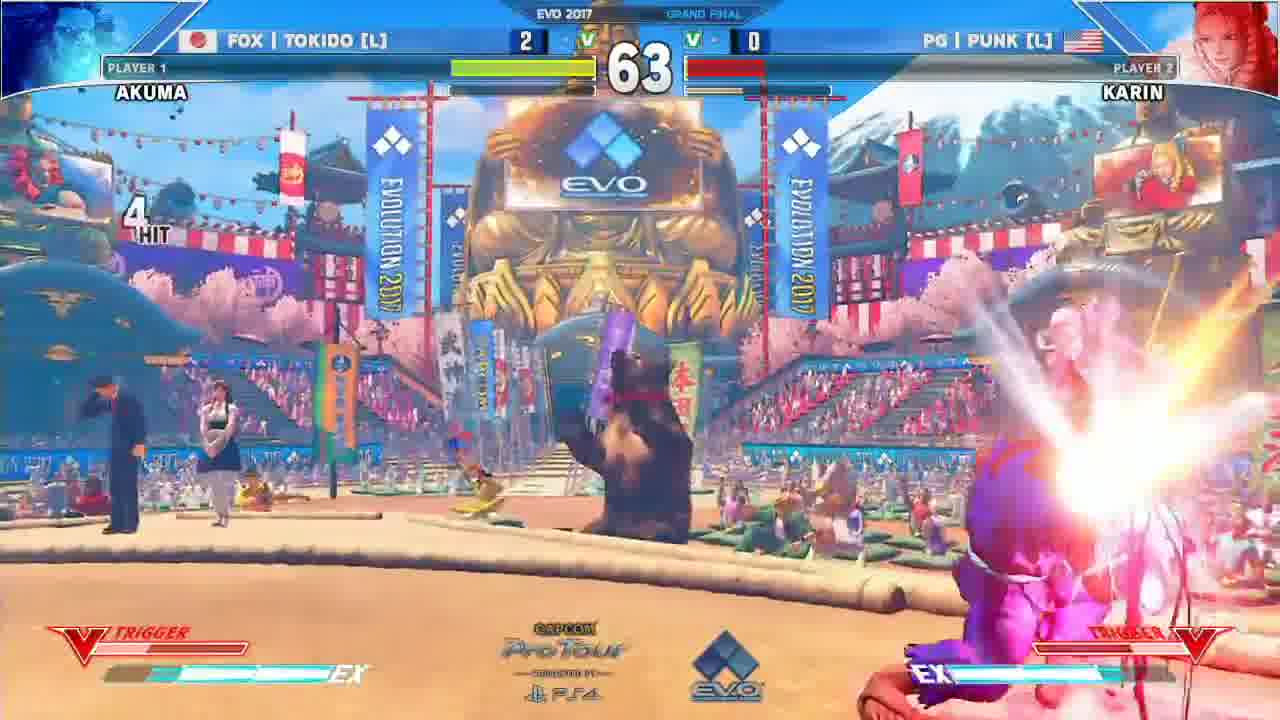 EVO 2017
GRAND FINAL
FOX | TOKIDO [L]
2
V
V
0
PG | PUNK [L]
PLAYER 1
63
PLAYER 2
AKUMA
KARIN
EVO
EVOLUTION 2017
EVOLUTION 2017
4
HIT
V TRIGGER
TRIGGER V
EX
EX
CAPCOM
Pro Tour
PS4
EVO